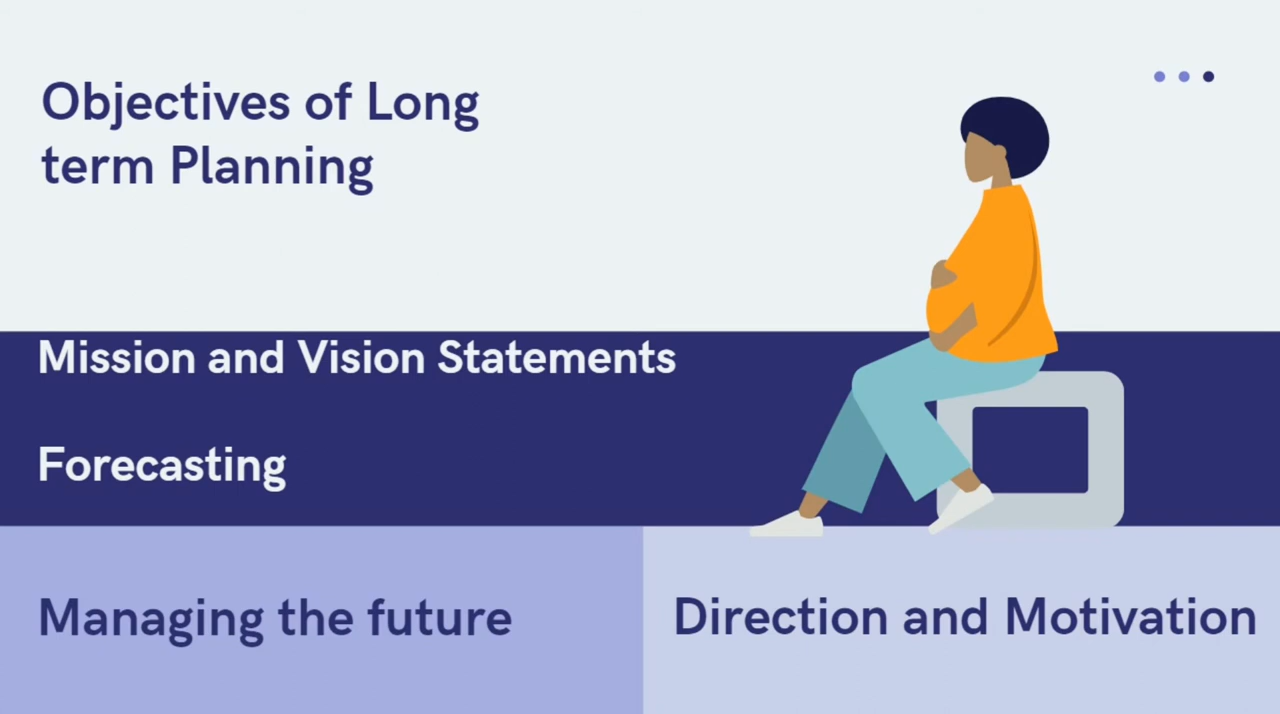 Objectives of Long
term Planning
Mission and Vision Statements
Forecasting
Managing the future
Direction and Motivation